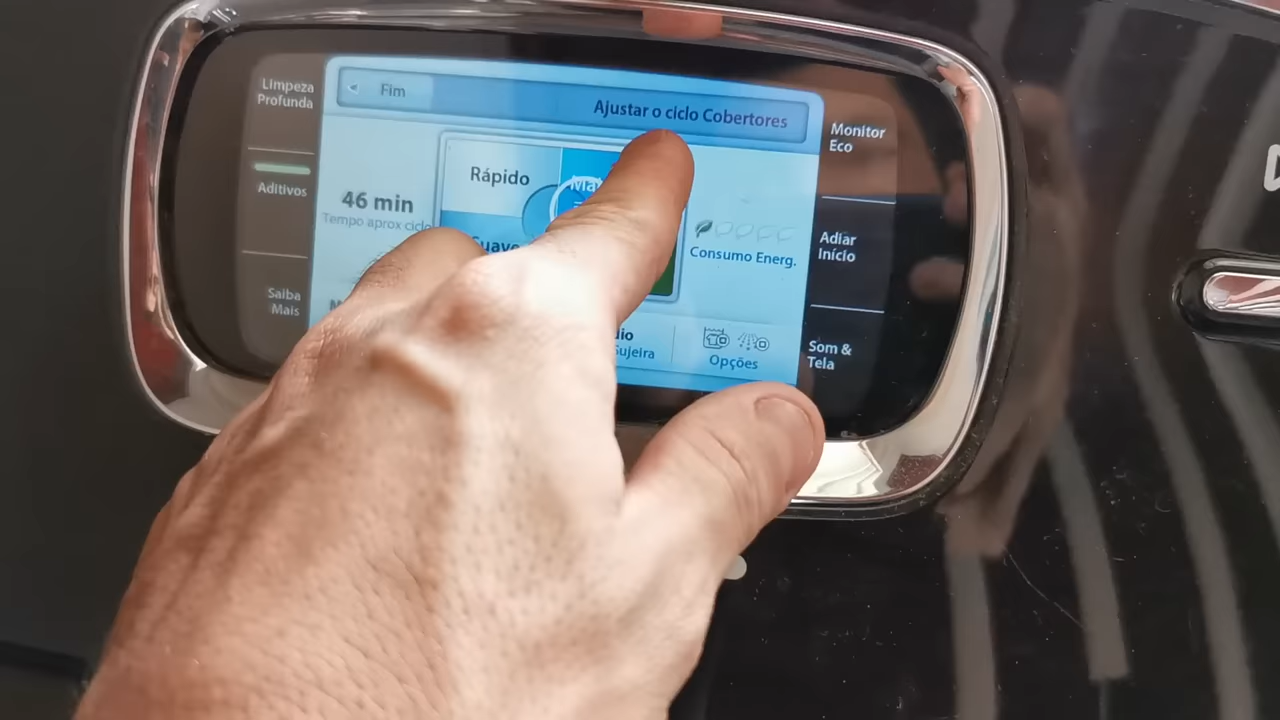 Limpeza
Profunda
Aditivos
Saiba
Mais
Fim
Ajustar o ciclo Cobertores
Rápido
46 min
Tempo aprox ciclo
Suave
Consumo Energ.
Sujeira
Opções
Monitor
Eco
Adiar
Início
Som &
Tela